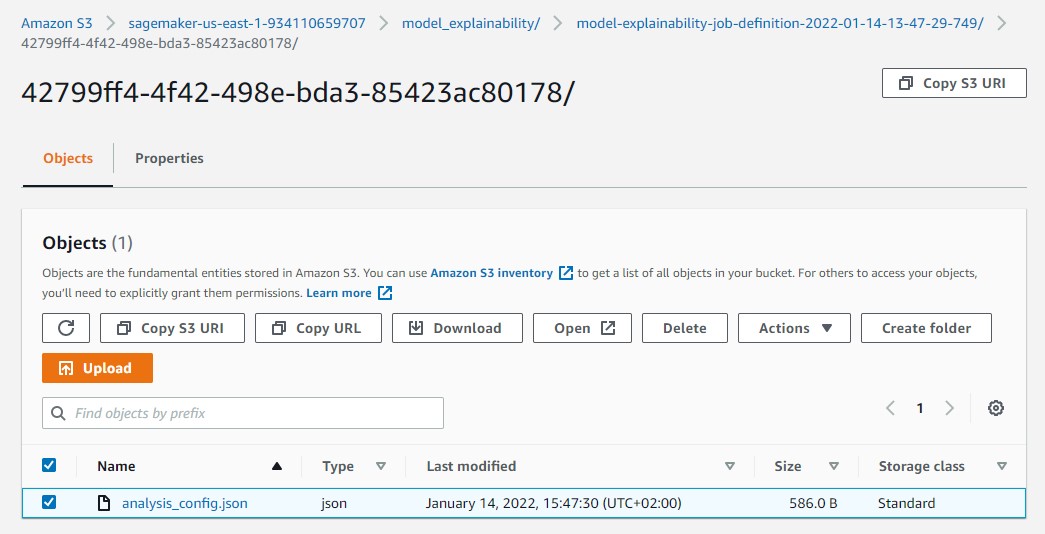 Amazon S3 > sagemaker-us-east-1-934110659707 > model_explainability/ > model-explainability-job-definition-2022-01-14-13-47-29-749/ >
42799ff4-4f42-498e-bda3-85423ac80178/
42799ff4-4f42-498e-bda3-85423ac80178/
Copy S3 URI
Objects Properties
Objects (1)
Objects are the fundamental entities stored in Amazon S3. You can use Amazon S3 inventory to get a list of all objects in your bucket. For others to access your objects,
you'll need to explicitly grant them permissions. Learn more
Copy S3 URI Copy URL Download Open Delete Actions Create folder
Upload
Find objects by prefix
1
Name Type Last modified Size Storage class
analysis_config.json json January 14, 2022, 15:47:30 (UTC+02:00) 586.0 B Standard